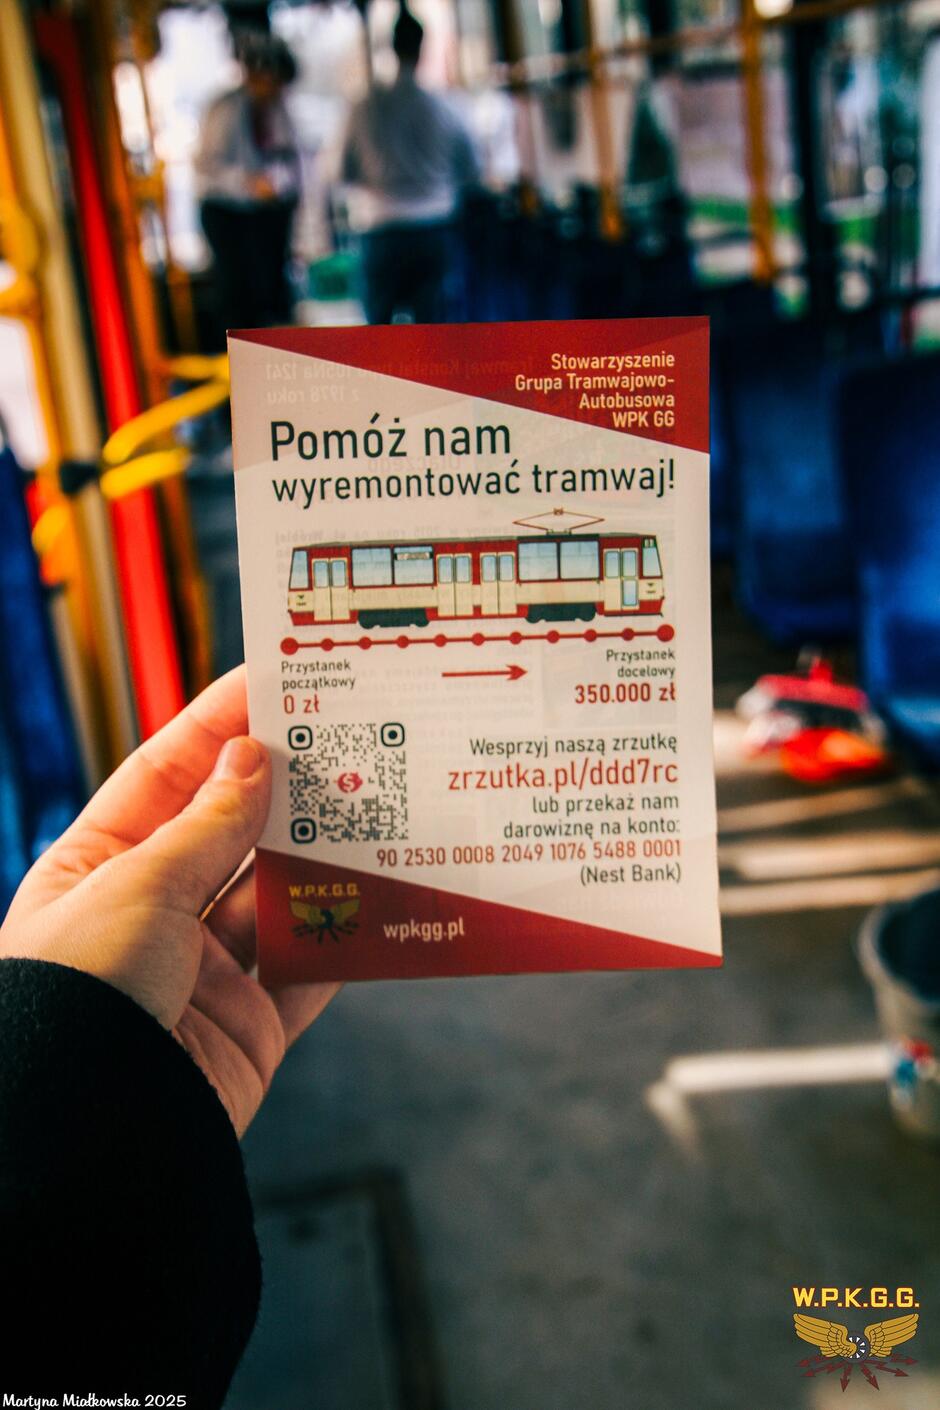 Stowarzyszenie
Grupa Tramwajowo-
Autobusowa
WPK GG
Pomóż nam
wyremontować tramwaj!
Przystanek
początkowy
0 zł
Przystanek
docelowy
350.000 zł
Wesprzyj naszą zrzutkę
zrzutka.pl/ddd7rc
lub przekaż nam
darowiznę na konto:
90 2530 0008 2049 1076 5488 0001
(Nest Bank)
W.P.K.G.G.
wpkgg.pl
W.P.K.G.G.
Martyna Miałkowska 2025